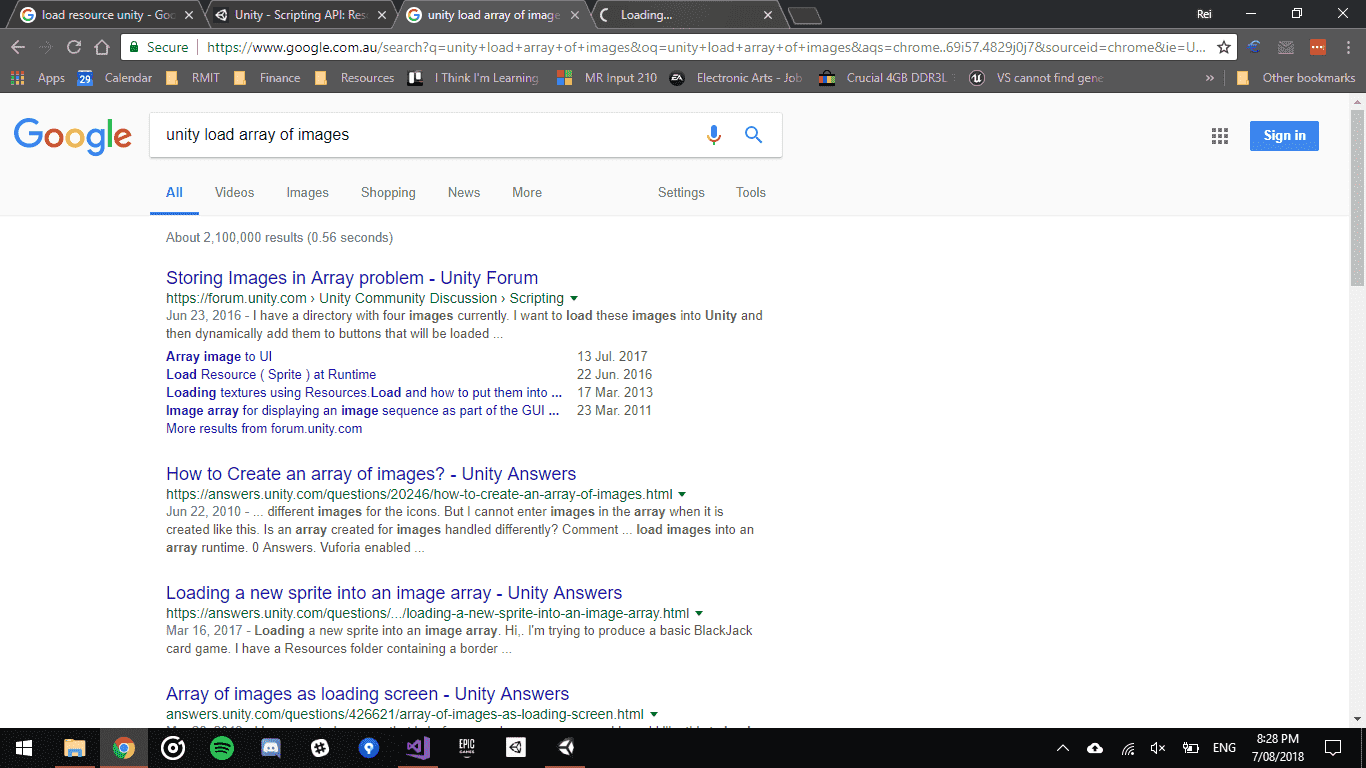 load resource unity - Goo
Unity - Scripting API: Res
unity load array of image
Loading...
Rei
Secure
https://www.google.com.au/search?q=unity+load+array+of+images&oq=unity+load+array+of+images&aqs=chrome..69i57.4829j0j7&sourceid=chrome&ie=U...
Apps
29
Calendar
RMIT
Finance
Resources
I Think I'm Learning
MR Input 210
EA
Electronic Arts - Job
Crucial 4GB DDR3L
VS cannot find gene
»
Other bookmarks
Google
unity load array of images
Sign in
All
Videos
Images
Shopping
News
More
Settings
Tools
About 2,100,000 results (0.56 seconds)
Storing Images in Array problem - Unity Forum
https://forum.unity.com › Unity Community Discussion › Scripting
Jun 23, 2016 - I have a directory with four images currently. I want to load these images into Unity and
then dynamically add them to buttons that will be loaded ...
Array image to UI 13 Jul. 2017
Load Resource ( Sprite ) at Runtime 22 Jun. 2016
Loading textures using Resources.Load and how to put them into ... 17 Mar. 2013
Image array for displaying an image sequence as part of the GUI ... 23 Mar. 2011
More results from forum.unity.com
How to Create an array of images? - Unity Answers
https://answers.unity.com/questions/20246/how-to-create-an-array-of-images.html
Jun 22, 2010 - ... different images for the icons. But I cannot enter images in the array when it is
created like this. Is an array created for images handled differently? Comment ... load images into an
array runtime. 0 Answers. Vuforia enabled ...
Loading a new sprite into an image array - Unity Answers
https://answers.unity.com/questions/.../loading-a-new-sprite-into-an-image-array.html
Mar 16, 2017 - Loading a new sprite into an image array. Hi,. I'm trying to produce a basic BlackJack
card game. I have a Resources folder containing a border ...
Array of images as loading screen - Unity Answers
answers.unity.com/questions/426621/array-of-images-as-loading-screen.html
EPIC
GAMES
ENG
8:28 PM
7/08/2018